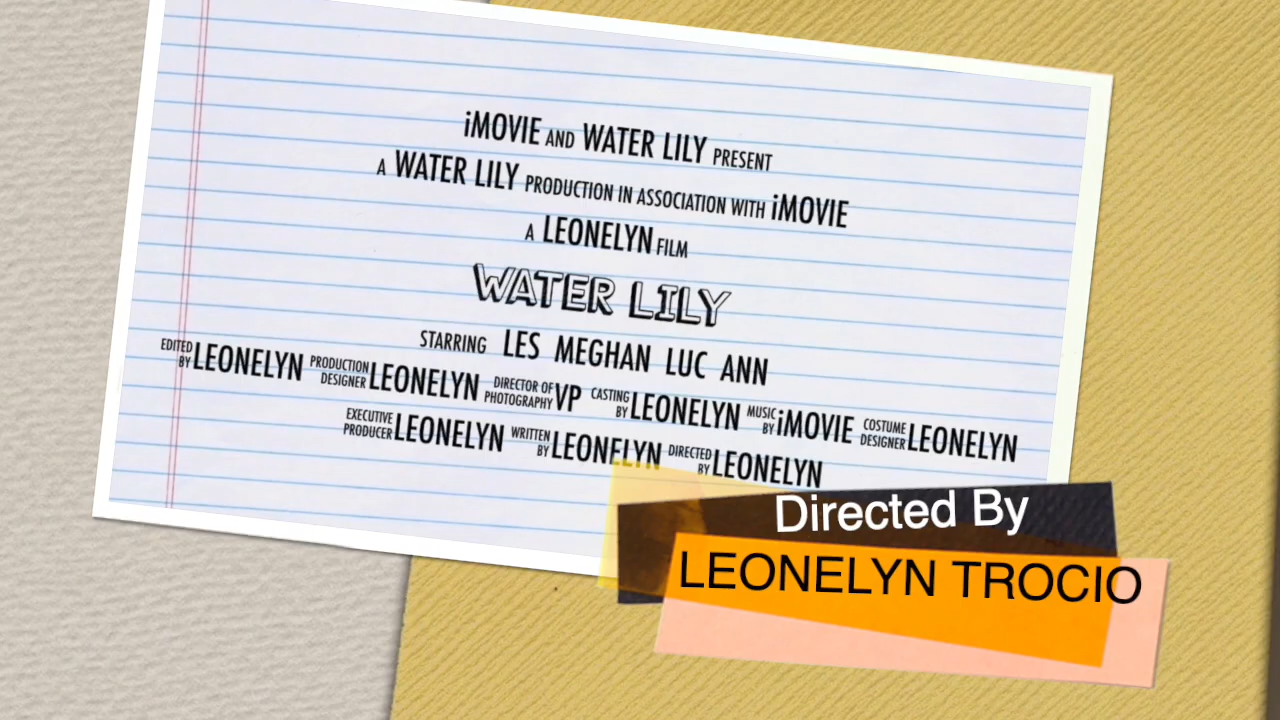 iMOVIE AND WATER LILY PRESENT
A WATER LILY PRODUCTION IN ASSOCIATION WITH iMOVIE
A LEONELYN FILM
WATER LILY
STARRING LES MEGHAN LUC ANN
EDITED BY LEONELYN PRODUCTION DESIGNER LEONELYN DIRECTOR OF PHOTOGRAPHY VP CASTING BY LEONELYN MUSIC BY iMOVIE COSTUME DESIGNER LEONELYN
EXECUTIVE PRODUCER LEONELYN WRITTEN BY LEONELYN DIRECTED BY LEONELYN
Directed By
LEONELYN TROCIO